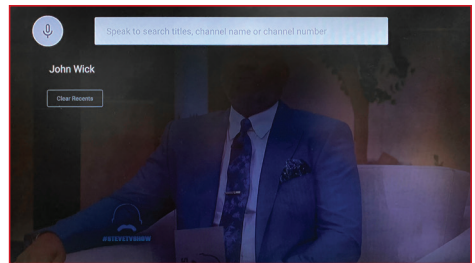 Speak to search titles, channel name or channel number
John Wick
Clear Recents